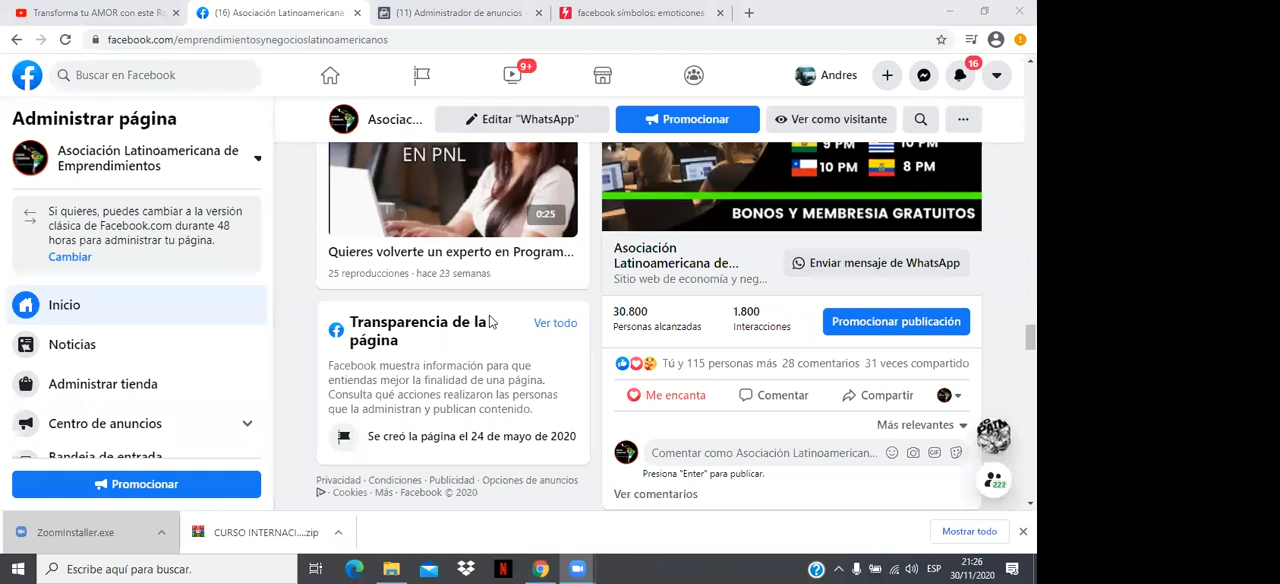 Transforma tu AMOR con este Re
(16) Asociación Latinoamericana
(11) Administrador de anuncios
facebook símbolos: emoticones
facebook.com/emprendimientosynegocioslatinoamericanos
Buscar en Facebook
9+
Andres
16
Administrar página
Asociación Latinoamericana de
Emprendimientos
Si quieres, puedes cambiar a la versión
clásica de Facebook.com durante 48
horas para administrar tu página.
Cambiar
Inicio
Noticias
Administrar tienda
Centro de anuncios
Bandeja de entrada
Promocionar
Asociac...
Editar "WhatsApp"
Promocionar
Ver como visitante
EN PNL
0:25
Quieres volverte un experto en Program...
25 reproducciones · hace 23 semanas
Transparencia de la
página
Ver todo
Facebook muestra información para que
entiendas mejor la finalidad de una página.
Consulta qué acciones realizaron las personas
que la administran y publican contenido.
Se creó la página el 24 de mayo de 2020
Privacidad · Condiciones · Publicidad · Opciones de anuncios
· Cookies · Más · Facebook © 2020
9 PM 10 PM
10 PM 8 PM
BONOS Y MEMBRESIA GRATUITOS
Asociación
Latinoamericana de...
Sitio web de economía y neg...
Enviar mensaje de WhatsApp
30.800
Personas alcanzadas
1.800
Interacciones
Promocionar publicación
Tú y 115 personas más 28 comentarios 31 veces compartido
Me encanta
Comentar
Compartir
Más relevantes
Comentar como Asociación Latinoamerican...
GIF
Presiona "Enter" para publicar.
Ver comentarios
222
ZoomInstaller.exe
CURSO INTERNACI....zip
Mostrar todo
Escribe aquí para buscar.
ESP
21:26
30/11/2020